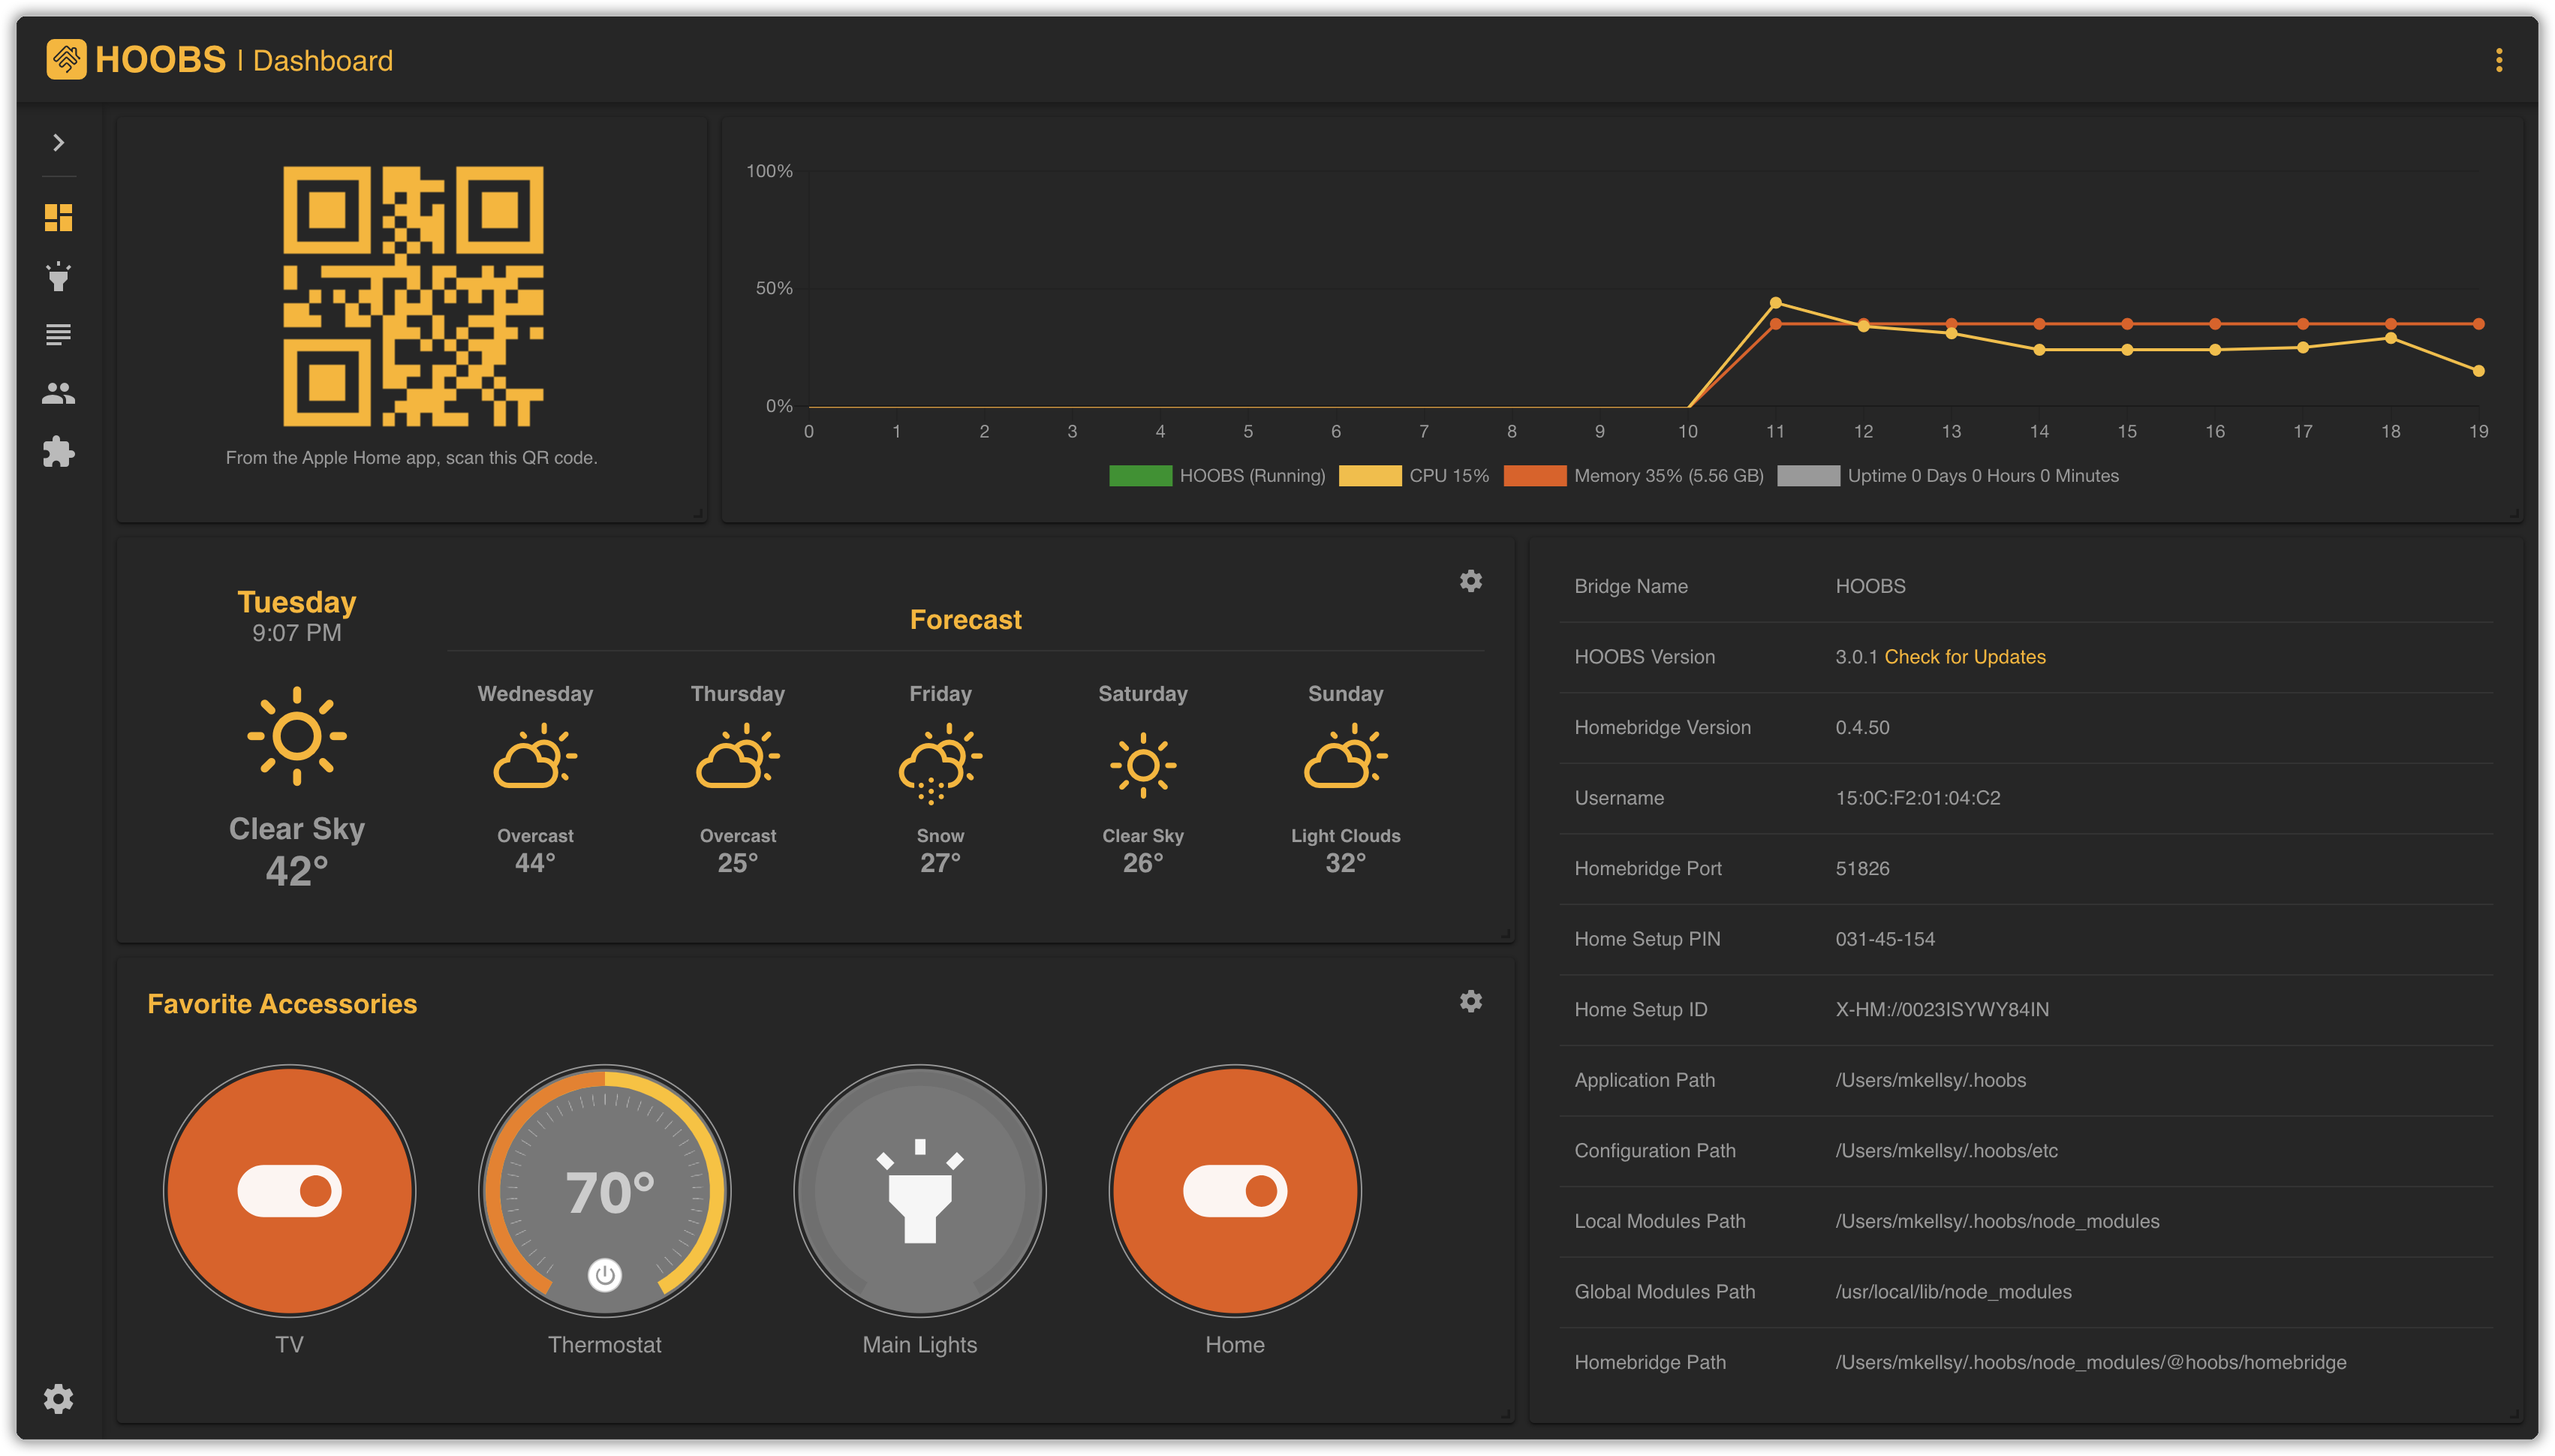 HOOBS | Dashboard
From the Apple Home app, scan this QR code.
100%
50%
0%
0 1 2 3 4 5 6 7 8 9 10 11 12 13 14 15 16 17 18 19
HOOBS (Running) CPU 15% Memory 35% (5.56 GB) Uptime 0 Days 0 Hours 0 Minutes
Tuesday
9:07 PM
Clear Sky
42°
Forecast
Wednesday Thursday Friday Saturday Sunday
Overcast Overcast Snow Clear Sky Light Clouds
44° 25° 27° 26° 32°
Favorite Accessories
70°
TV Thermostat Main Lights Home
Bridge Name HOOBS
HOOBS Version 3.0.1 Check for Updates
Homebridge Version 0.4.50
Username 15:0C:F2:01:04:C2
Homebridge Port 51826
Home Setup PIN 031-45-154
Home Setup ID X-HM://0023ISYWY84IN
Application Path /Users/mkellsy/.hoobs
Configuration Path /Users/mkellsy/.hoobs/etc
Local Modules Path /Users/mkellsy/.hoobs/node_modules
Global Modules Path /usr/local/lib/node_modules
Homebridge Path /Users/mkellsy/.hoobs/node_modules/@hoobs/homebridge